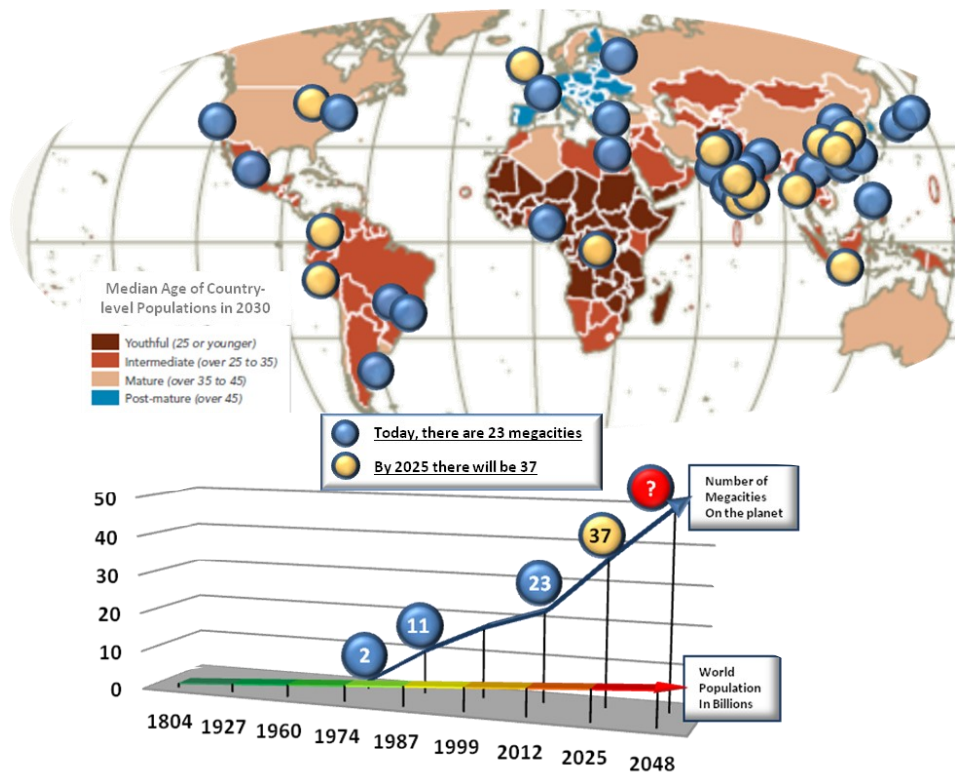 Median Age of Country-
level Populations in 2030
Youthful (25 or younger)
Intermediate (over 25 to 35)
Mature (over 35 to 45)
Post-mature (over 45)
Today, there are 23 megacities
By 2025 there will be 37
Number of
Megacities
On the planet
50
40
30
20
10
0
?
37
23
11
2
World
Population
In Billions
1804 1927 1960 1974 1987 1999 2012 2025 2048